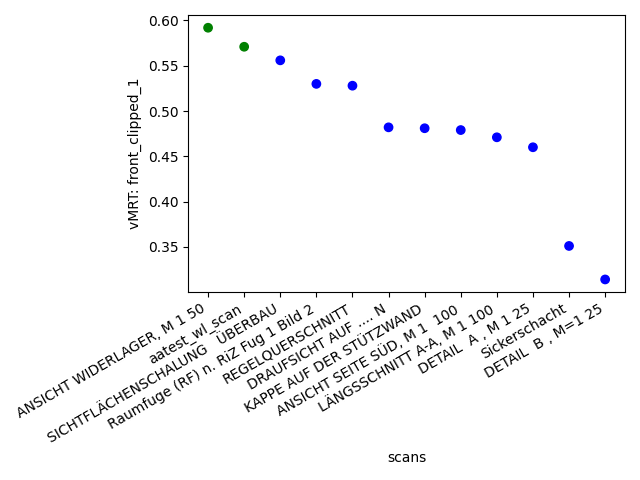 0.60
0.55
0.50
0.45
0.40
0.35
vMRT: front_clipped_1
ANSICHT WIDERLAGER, M 1 50
aatest_wl_scan
SICHTFLÄCHENSCHALUNG ÜBERBAU
Raumfuge (RF) n. RiZ Fug 1 Bild 2
REGELQUERSCHNITT
DRAUFSICHT AUF .... N
KAPPE AUF DER STÜTZWAND
ANSICHT SEITE SÜD, M 1 100
LÄNGSSCHNITT A-A, M 1 100
DETAIL A , M 1 25
Sickerschacht
DETAIL B , M=1 25
scans